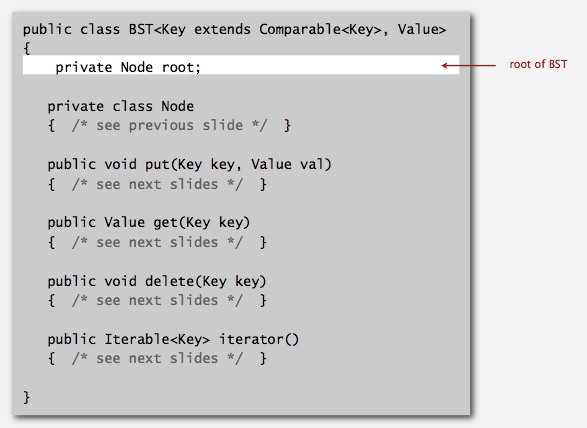 public class BST<Key extends Comparable<Key>, Value>
{
private Node root;
root of BST
private class Node
{ /* see previous slide */ }
public void put(Key key, Value val)
{ /* see next slides */ }
public Value get(Key key)
{ /* see next slides */ }
public void delete(Key key)
{ /* see next slides */ }
public Iterable<Key> iterator()
{ /* see next slides */ }
}